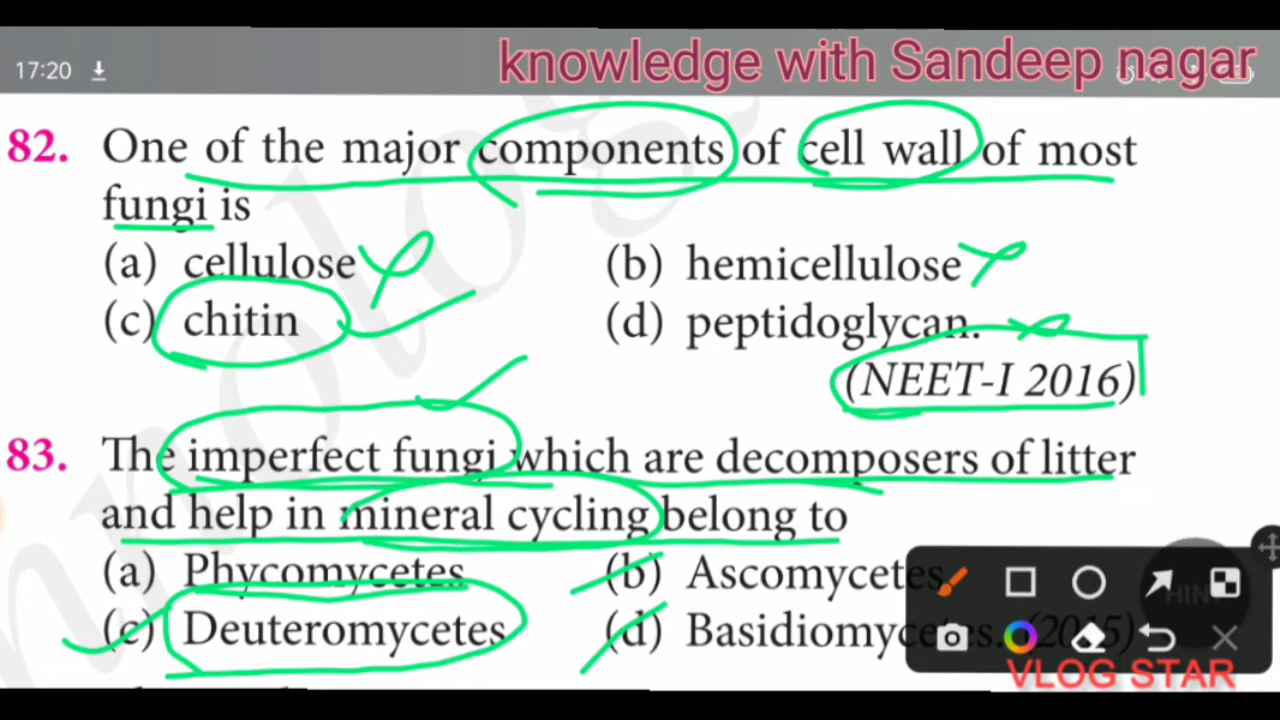 knowledge with Sandeep nagar
17:20
82. One of the major components of cell wall of most
fungi is
(a) cellulose (b) hemicellulose
(c) chitin (d) peptidoglycan.
(NEET-I 2016)
83. The imperfect fungi which are decomposers of litter
and help in mineral cycling belong to
(a) Phycomycetes (b) Ascomycetes
(c) Deuteromycetes (d) Basidiomycetes. (2015)
VLOG STAR